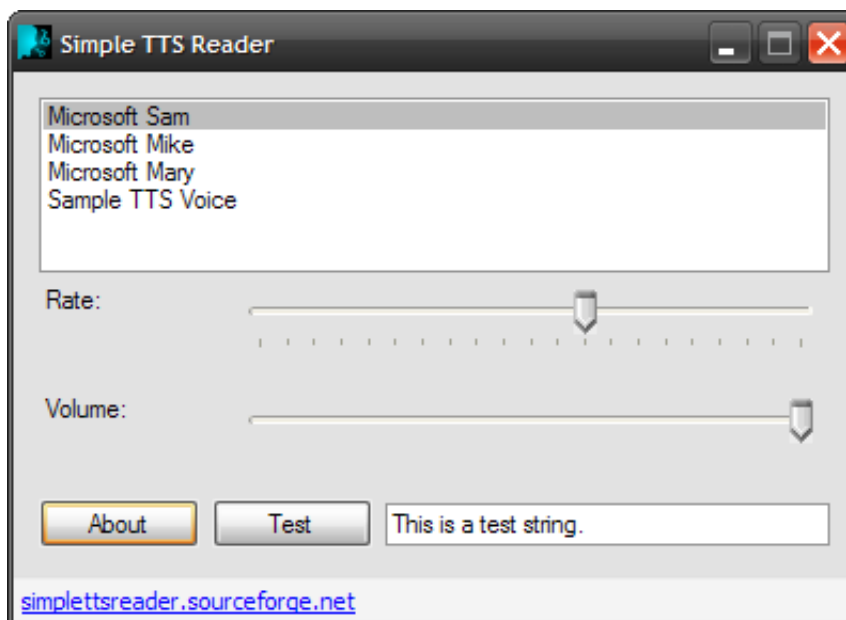 Simple TTS Reader
Microsoft Sam
Microsoft Mike
Microsoft Mary
Sample TTS Voice
Rate:
Volume:
About
Test
This is a test string.
simplettsreader.sourceforge.net